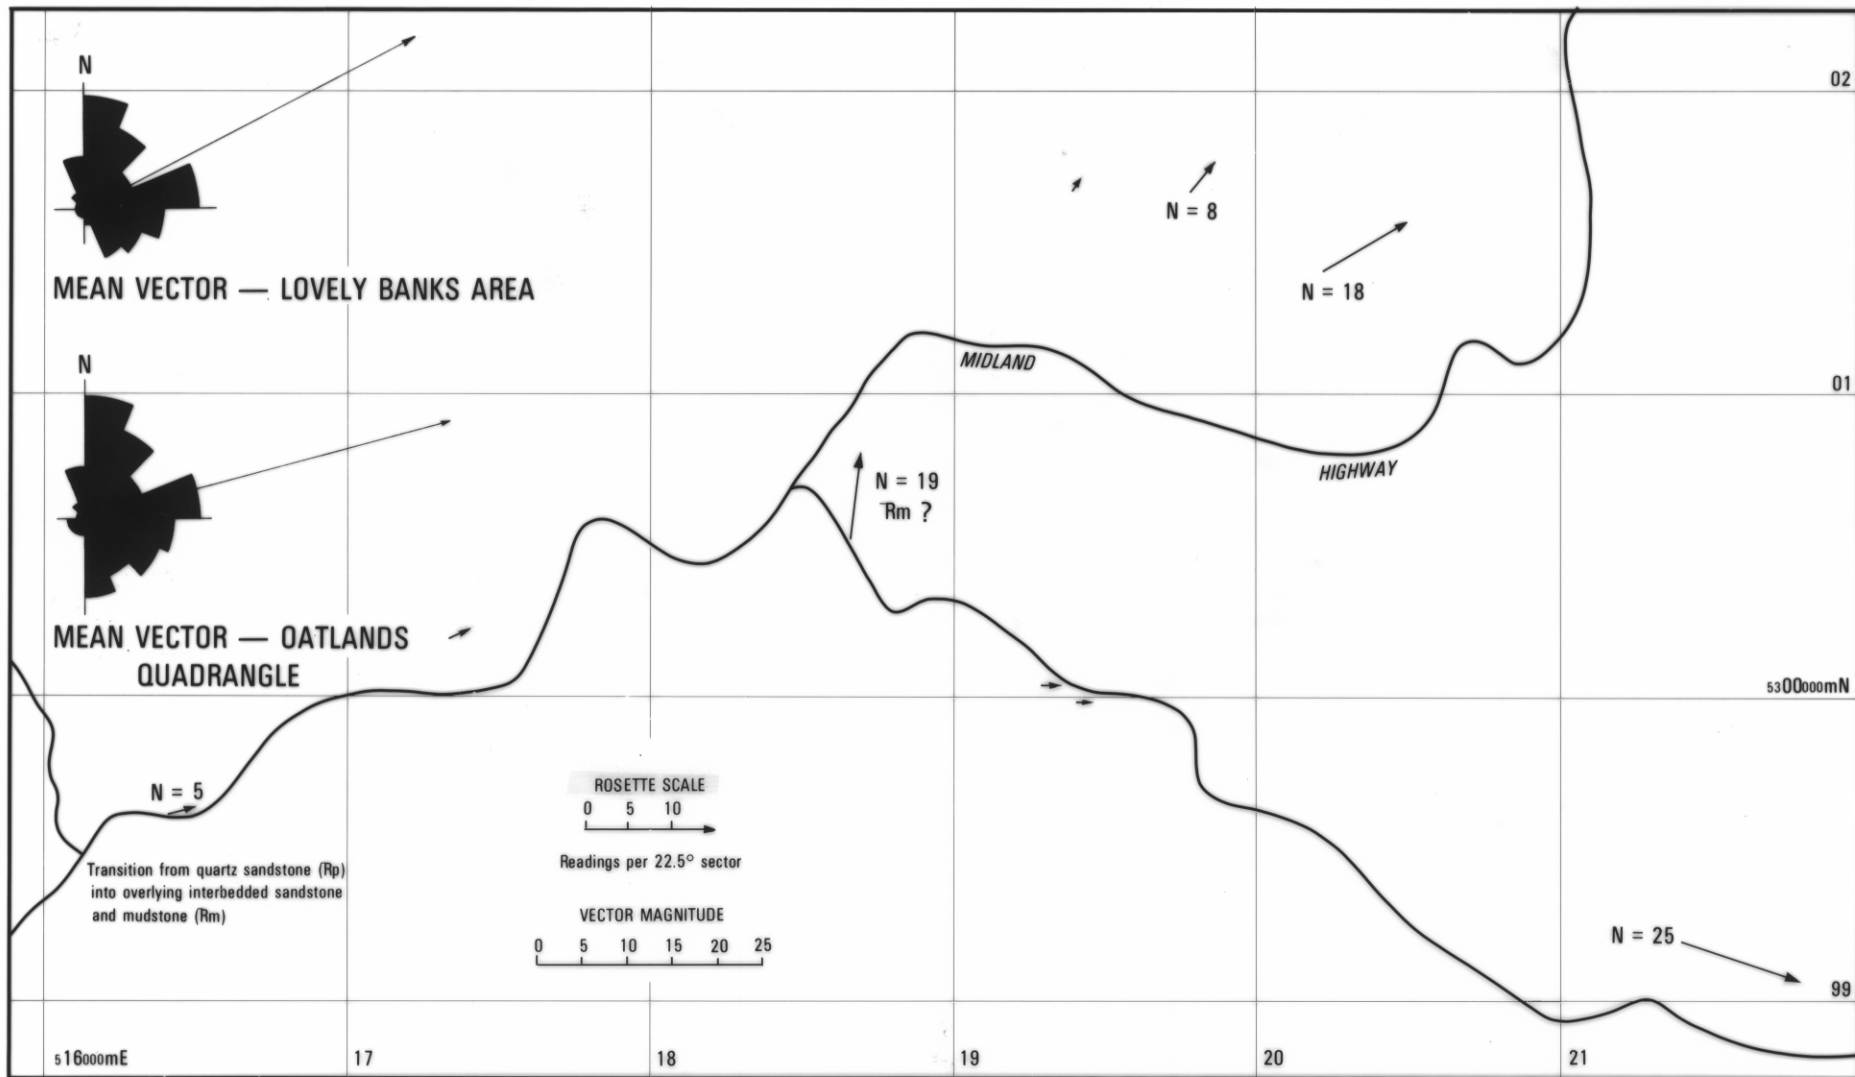 N
02
N = 8
MEAN VECTOR — LOVELY BANKS AREA
N = 18
N
MIDLAND
01
HIGHWAY
N = 19
Rm ?
MEAN VECTOR — OATLANDS
QUADRANGLE
5300000mN
N = 5
ROSETTE SCALE
0 5 10
Readings per 22.5° sector
Transition from quartz sandstone (Rp)
into overlying interbedded sandstone
and mudstone (Rm)
VECTOR MAGNITUDE
0 5 10 15 20 25
N = 25
99
516000mE 17 18 19 20 21